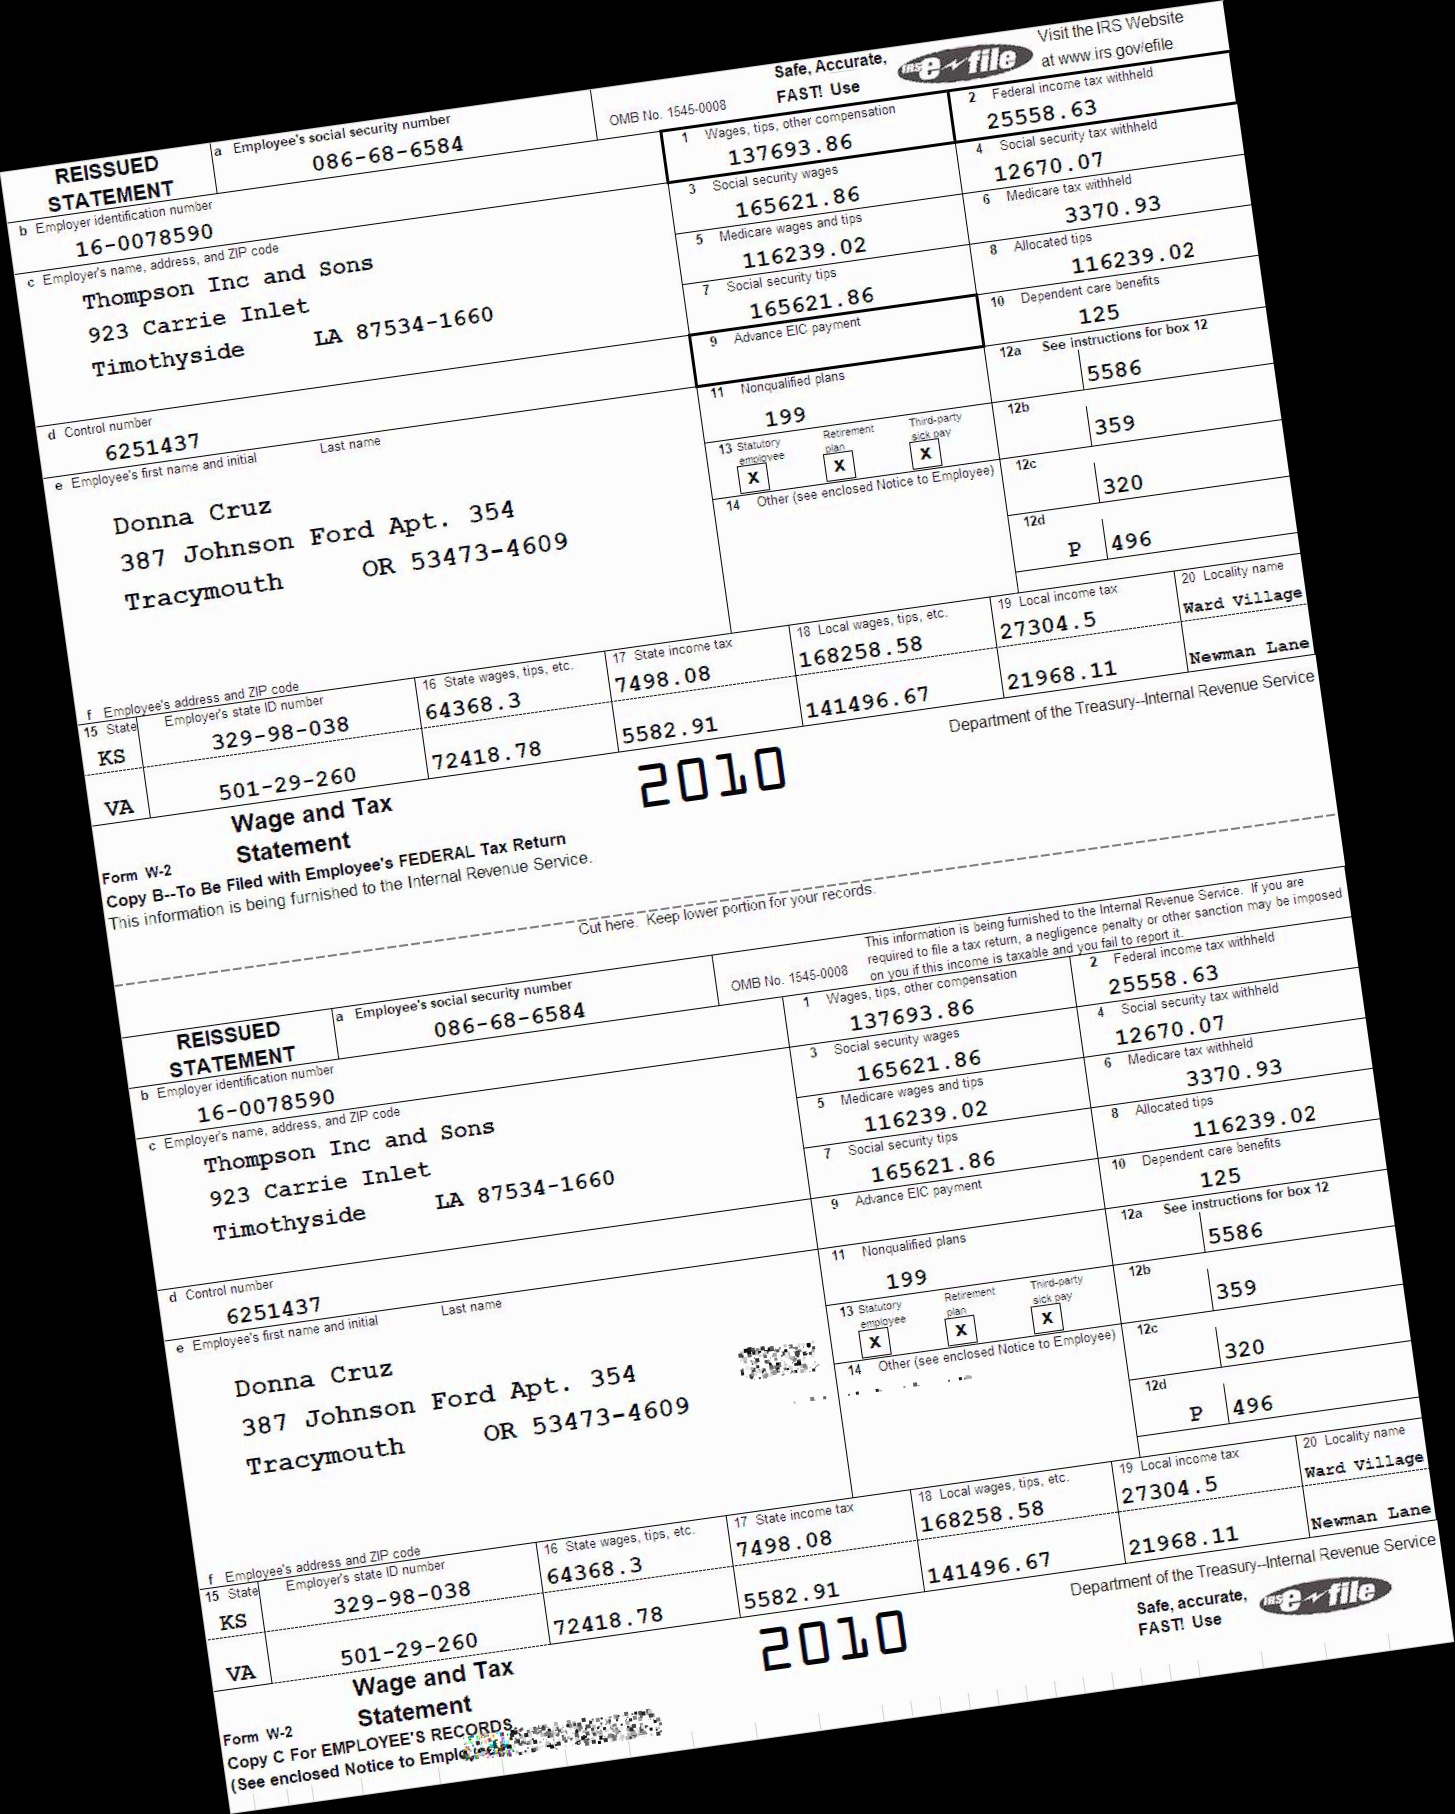 Visit the IRS Website
Safe, Accurate, IRS e-file at www.irs.gov/efile
FAST! Use
REISSUED STATEMENT
a Employee's social security number
086-68-6584
OMB No. 1545-0008
1 Wages, tips, other compensation
137693.86
2 Federal income tax withheld
25558.63
3 Social security wages
165621.86
4 Social security tax withheld
12670.07
b Employer identification number
16-0078590
5 Medicare wages and tips
116239.02
6 Medicare tax withheld
3370.93
c Employer's name, address, and ZIP code
Thompson Inc and Sons
923 Carrie Inlet
Timothyside LA 87534-1660
7 Social security tips
165621.86
8 Allocated tips
116239.02
9 Advance EIC payment
10 Dependent care benefits
125
11 Nonqualified plans
199
12a See instructions for box 12
5586
d Control number
6251437
12b
359
13 Statutory employee
X
Retirement plan
X
Third-party sick pay
X
12c
320
e Employee's first name and initial Last name
Donna Cruz
387 Johnson Ford Apt. 354
Tracymouth OR 53473-4609
14 Other (see enclosed Notice to Employee)
12d
P 496
f Employee's address and ZIP code
15 State Employer's state ID number
KS 329-98-038
VA 501-29-260
16 State wages, tips, etc.
64368.3
72418.78
17 State income tax
7498.08
5582.91
18 Local wages, tips, etc.
168258.58
141496.67
19 Local income tax
27304.5
21968.11
20 Locality name
Ward Village
Newman Lane
Department of the Treasury--Internal Revenue Service
Wage and Tax
Statement
2010
Form W-2
Copy B--To Be Filed with Employee's FEDERAL Tax Return
This information is being furnished to the Internal Revenue Service.
Cut here. Keep lower portion for your records.
This information is being furnished to the Internal Revenue Service. If you are
required to file a tax return, a negligence penalty or other sanction may be imposed
on you if this income is taxable and you fail to report it.
REISSUED STATEMENT
a Employee's social security number
086-68-6584
OMB No. 1545-0008
1 Wages, tips, other compensation
137693.86
2 Federal income tax withheld
25558.63
3 Social security wages
165621.86
4 Social security tax withheld
12670.07
b Employer identification number
16-0078590
5 Medicare wages and tips
116239.02
6 Medicare tax withheld
3370.93
c Employer's name, address, and ZIP code
Thompson Inc and Sons
923 Carrie Inlet
Timothyside LA 87534-1660
7 Social security tips
165621.86
8 Allocated tips
116239.02
9 Advance EIC payment
10 Dependent care benefits
125
11 Nonqualified plans
199
12a See instructions for box 12
5586
d Control number
6251437
12b
359
13 Statutory employee
X
Retirement plan
X
Third-party sick pay
X
12c
320
e Employee's first name and initial Last name
Donna Cruz
387 Johnson Ford Apt. 354
Tracymouth OR 53473-4609
14 Other (see enclosed Notice to Employee)
12d
P 496
f Employee's address and ZIP code
15 State Employer's state ID number
KS 329-98-038
VA 501-29-260
16 State wages, tips, etc.
64368.3
72418.78
17 State income tax
7498.08
5582.91
18 Local wages, tips, etc.
168258.58
141496.67
19 Local income tax
27304.5
21968.11
20 Locality name
Ward Village
Newman Lane
Department of the Treasury--Internal Revenue Service
Safe, accurate, IRS e-file
FAST! Use
Wage and Tax
Statement
2010
Form W-2
Copy C For EMPLOYEE'S RECORDS
(See enclosed Notice to